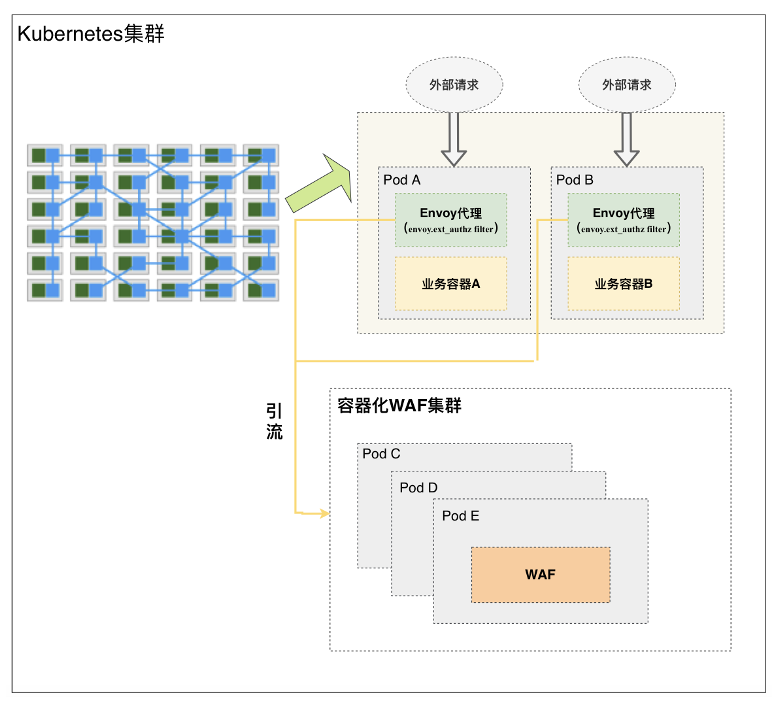 Kubernetes集群
外部请求
外部请求
Pod A
Pod B
Envoy代理
(envoy.ext_authz filter)
Envoy代理
(envoy.ext_authz filter)
业务容器A
业务容器B
引
流
容器化WAF集群
Pod C
Pod D
Pod E
WAF